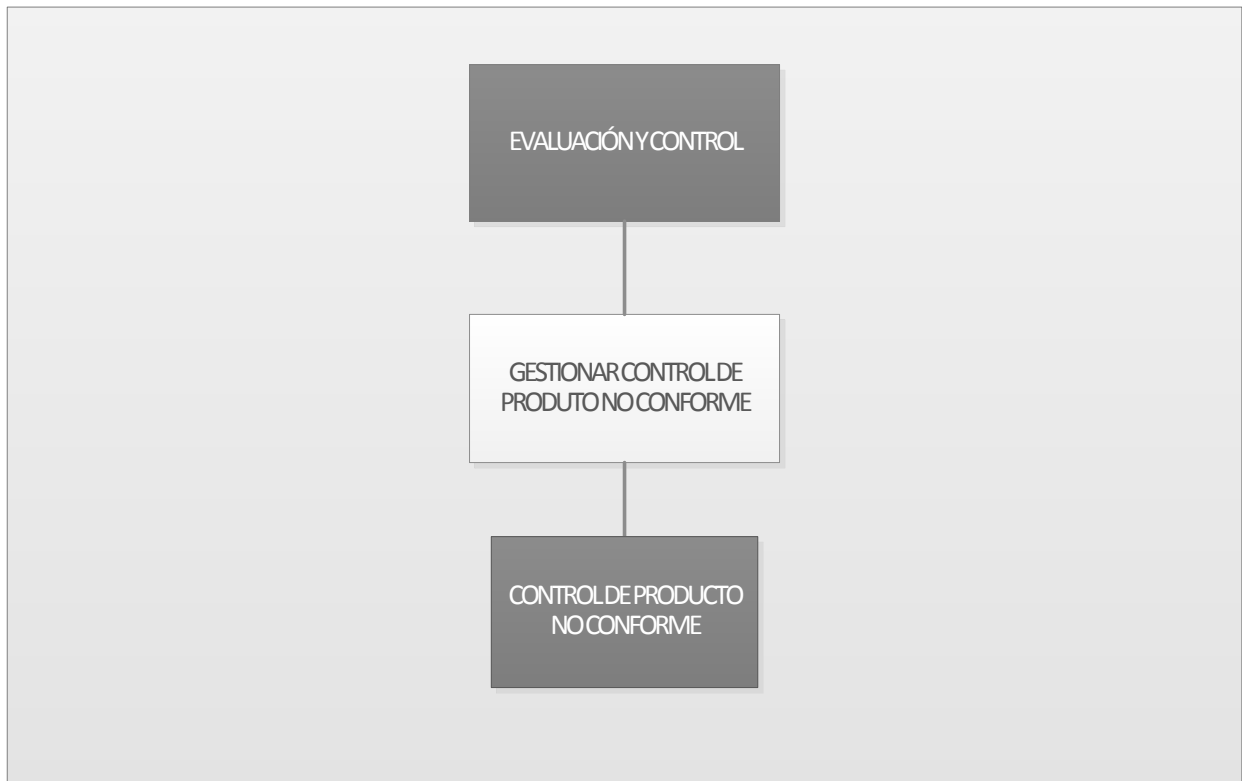 EVALUACIÓN Y CONTROL
GESTIONAR CONTROL DE
PRODUTO NO CONFORME
CONTROL DE PRODUCTO
NO CONFORME